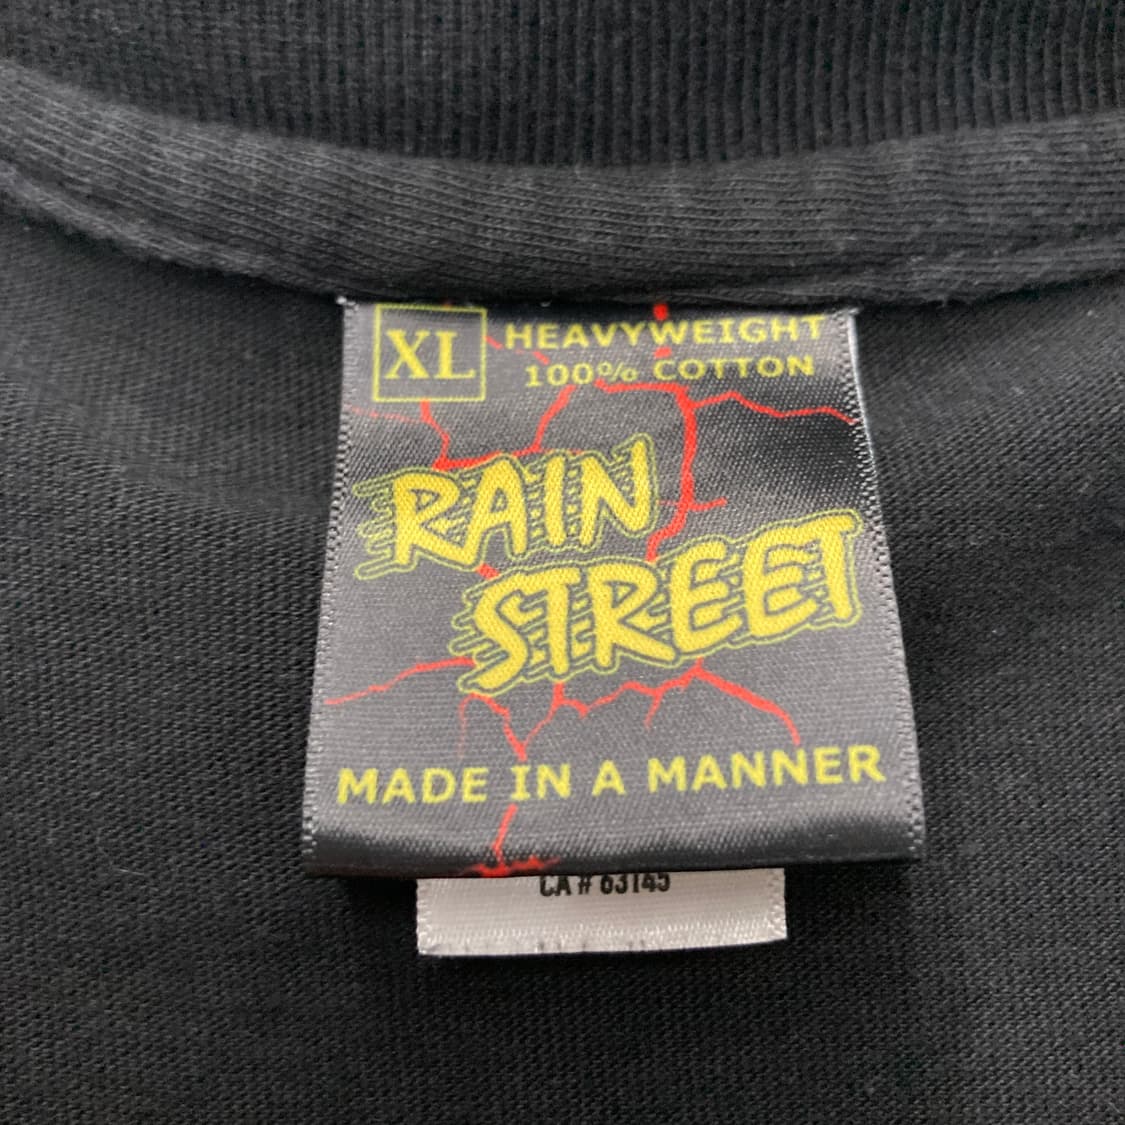 XL
HEAVYWEIGHT
100% COTTON
RAIN
STREET
MADE IN A MANNER
CA# 63145